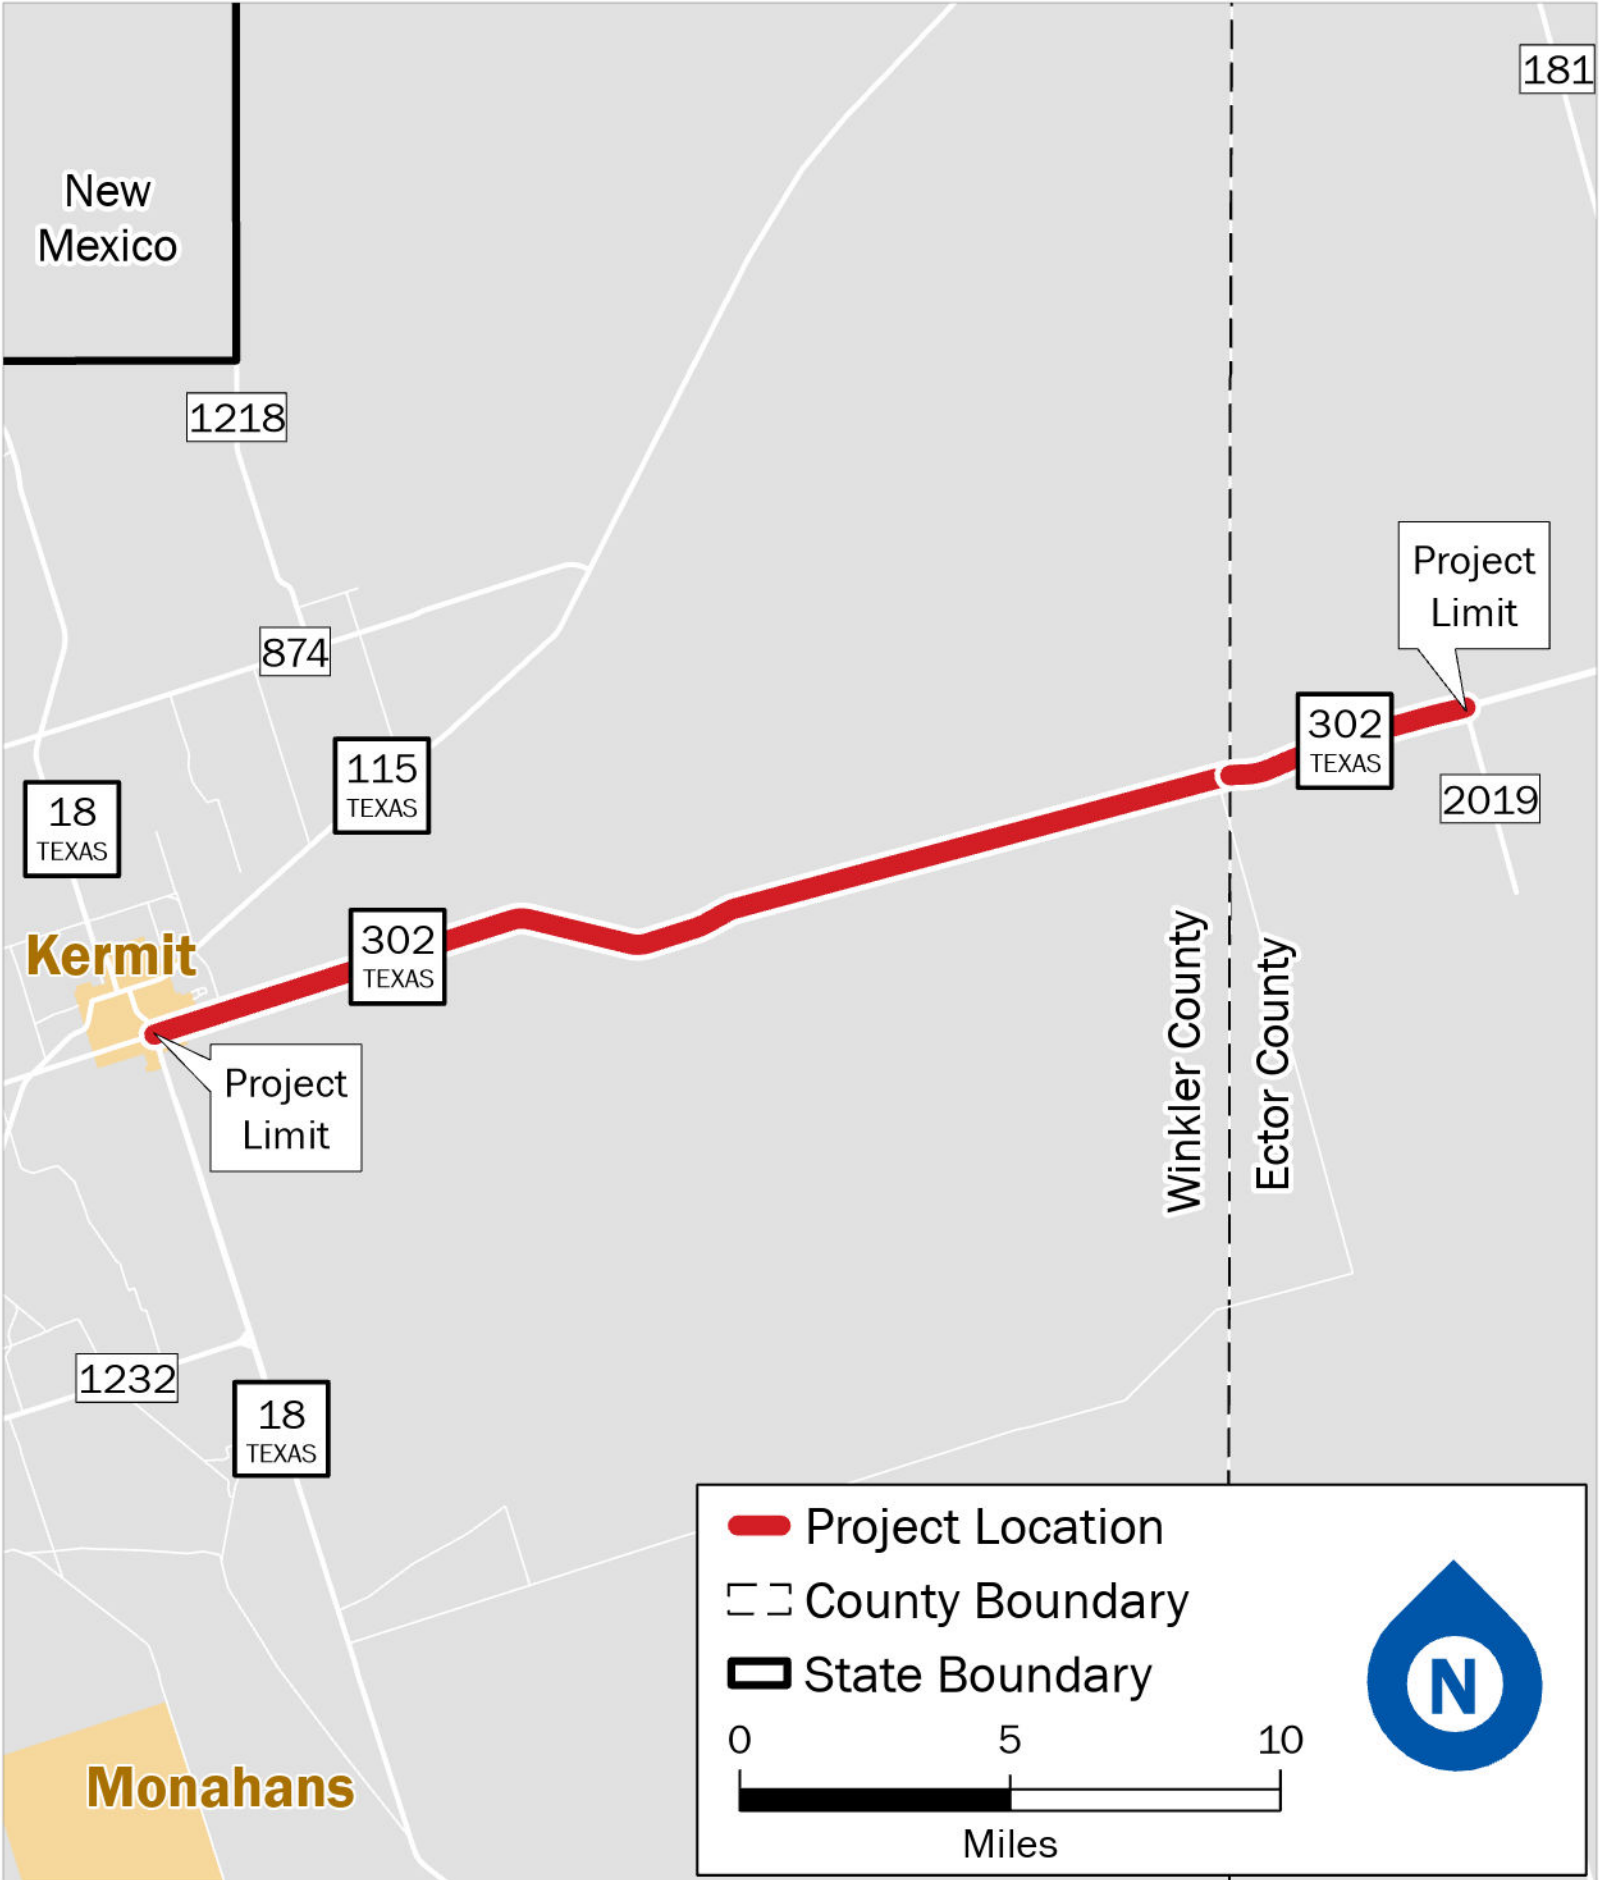 181
New
Mexico
1218
Project
Limit
874
302
TEXAS
115
TEXAS
18
TEXAS
2019
302
TEXAS
Kermit
Winkler County
Ector County
Project
Limit
1232
18
TEXAS
Project Location
County Boundary
State Boundary
N
0 5 10
Miles
Monahans